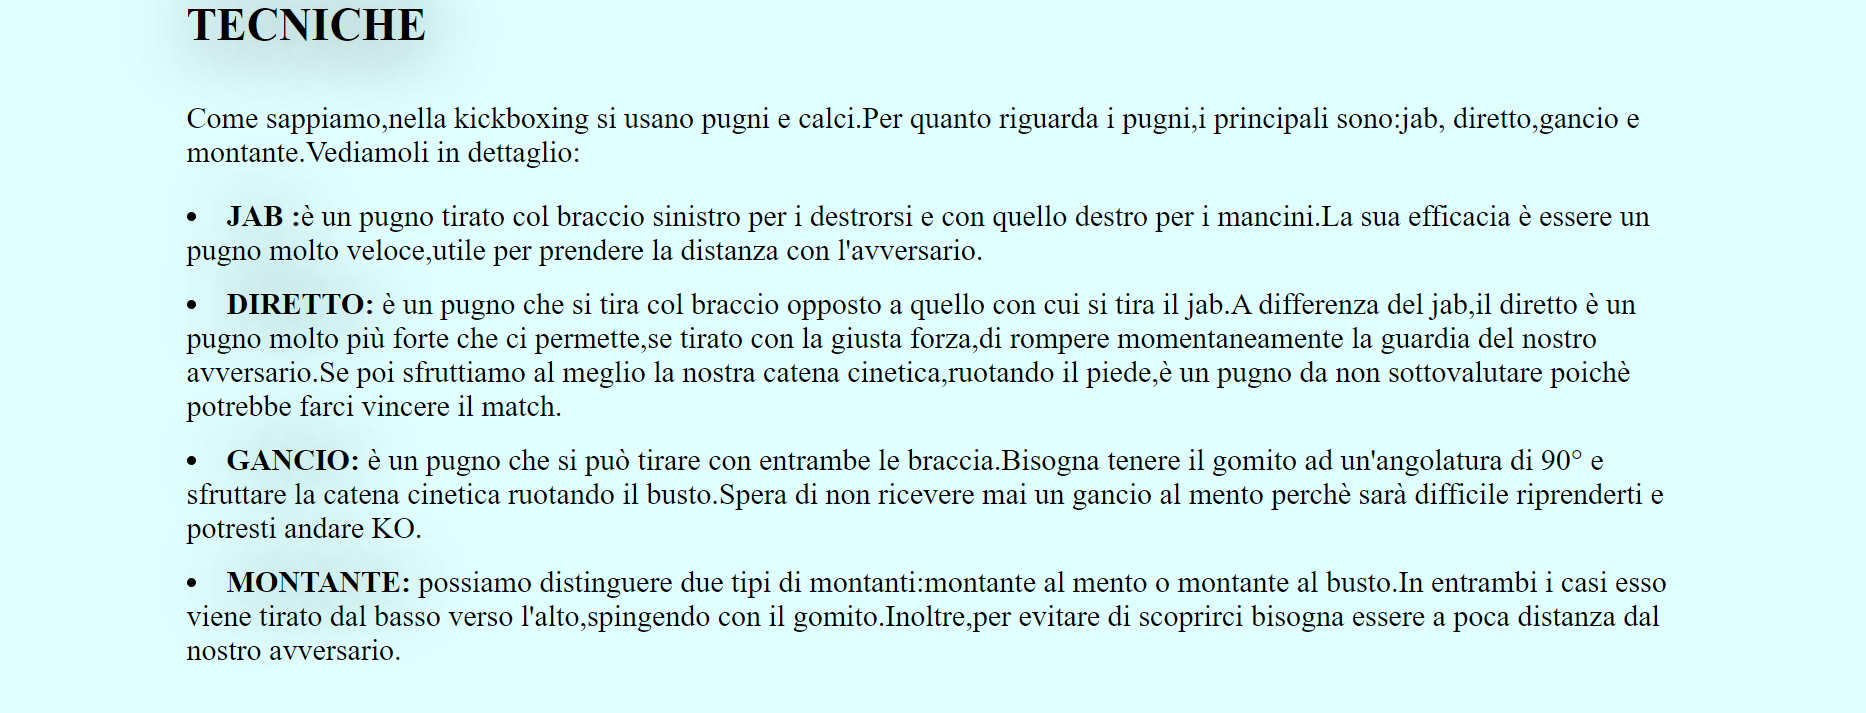 TECNICHE
Come sappiamo,nella kickboxing si usano pugni e calci.Per quanto riguarda i pugni,i principali sono:jab, diretto,gancio e
montante.Vediamoli in dettaglio:
• JAB :è un pugno tirato col braccio sinistro per i destrorsi e con quello destro per i mancini.La sua efficacia è essere un
pugno molto veloce,utile per prendere la distanza con l'avversario.
• DIRETTO: è un pugno che si tira col braccio opposto a quello con cui si tira il jab.A differenza del jab,il diretto è un
pugno molto più forte che ci permette,se tirato con la giusta forza,di rompere momentaneamente la guardia del nostro
avversario.Se poi sfruttiamo al meglio la nostra catena cinetica,ruotando il piede,è un pugno da non sottovalutare poichè
potrebbe farci vincere il match.
• GANCIO: è un pugno che si può tirare con entrambe le braccia.Bisogna tenere il gomito ad un'angolatura di 90° e
sfruttare la catena cinetica ruotando il busto.Spera di non ricevere mai un gancio al mento perchè sarà difficile riprenderti e
potresti andare KO.
• MONTANTE: possiamo distinguere due tipi di montanti:montante al mento o montante al busto.In entrambi i casi esso
viene tirato dal basso verso l'alto,spingendo con il gomito.Inoltre,per evitare di scoprirci bisogna essere a poca distanza dal
nostro avversario.